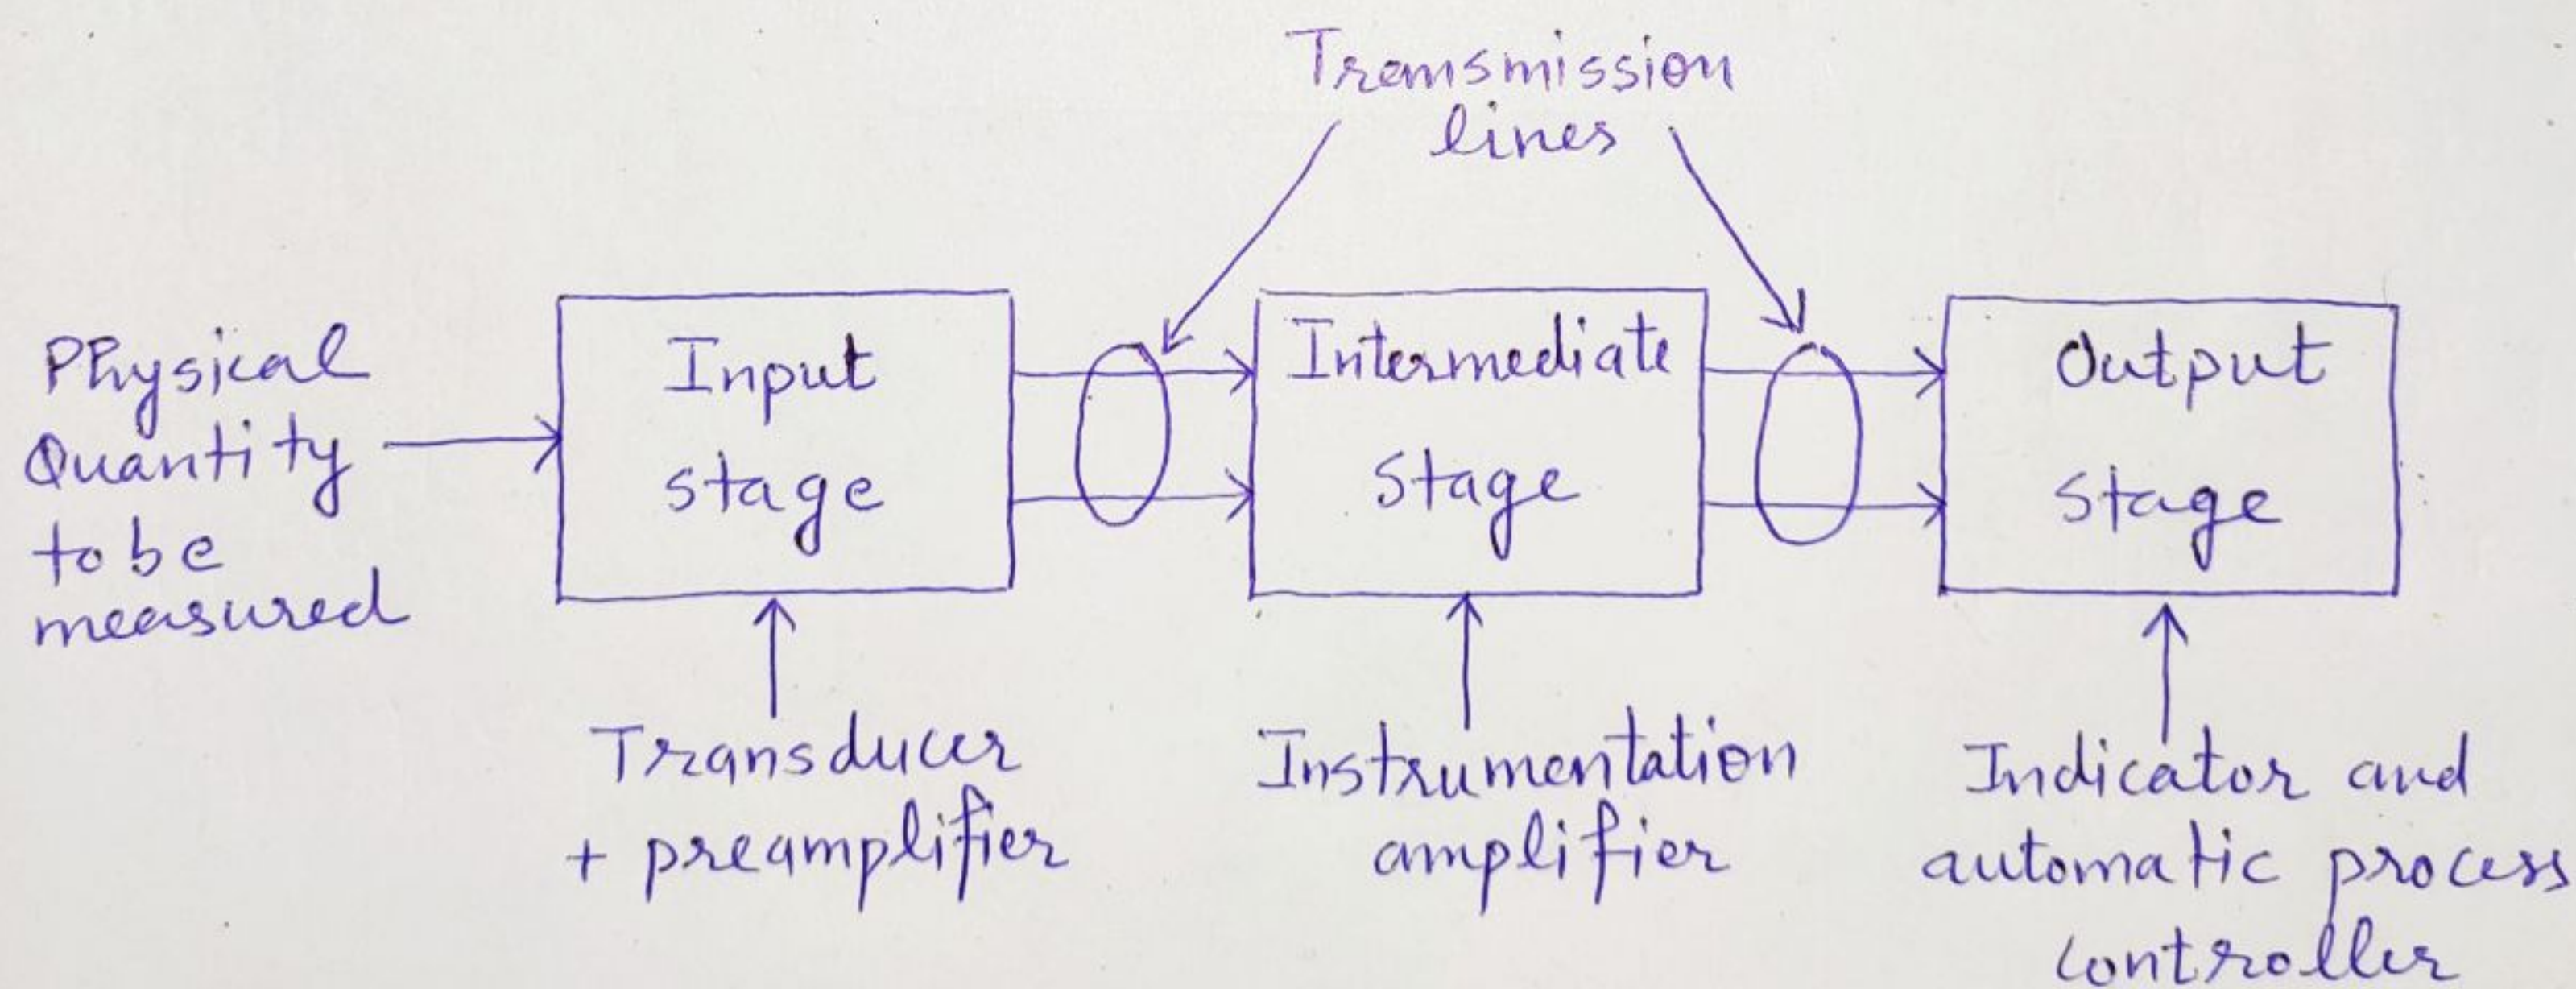 Transmission
lines
Physical
Quantity
to be
measured
Input
stage
Intermediate
Stage
Output
Stage
Transducer
+ preamplifier
Instrumentation
amplifier
Indicator and
automatic process
controller